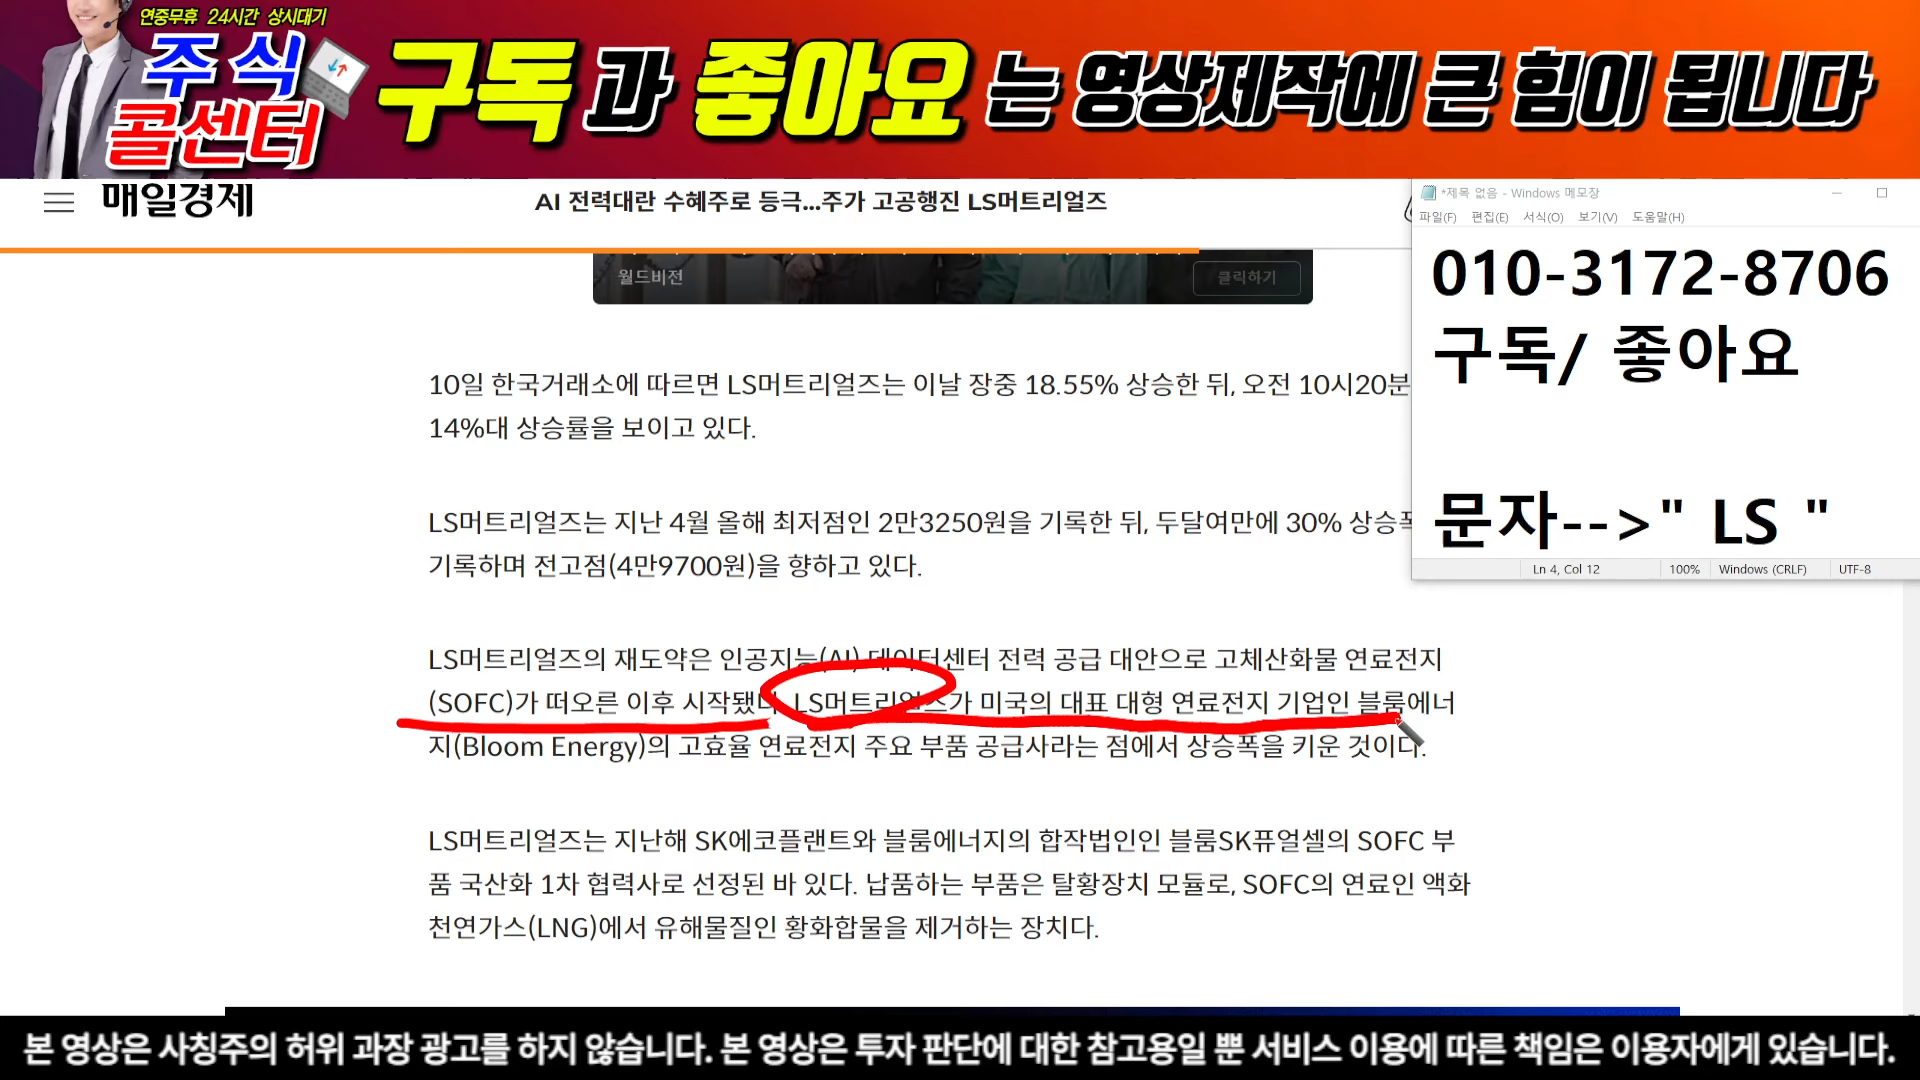 연중무휴 24시간 상시대기
주식
콜센터
구독과 좋아요는 영상제작에 큰 힘이 됩니다
매일경제
AI 전력대란 수혜주로 등극...주가 고공행진 LS머트리얼즈
월드비전
클릭하기
*제목 없음 - Windows 메모장
파일(F) 편집(E) 서식(O) 보기(V) 도움말(H)
010-3172-8706
구독/ 좋아요
문자-->" LS "
Ln 4, Col 12
100%
Windows (CRLF)
UTF-8
10일 한국거래소에 따르면 LS머트리얼즈는 이날 장중 18.55% 상승한 뒤, 오전 10시20분
14%대 상승률을 보이고 있다.
LS머트리얼즈는 지난 4월 올해 최저점인 2만3250원을 기록한 뒤, 두달여만에 30% 상승폭
기록하며 전고점(4만9700원)을 향하고 있다.
LS머트리얼즈의 재도약은 인공지능(AI) 데이터센터 전력 공급 대안으로 고체산화물 연료전지
(SOFC)가 떠오른 이후 시작됐다. LS머트리얼즈가 미국의 대표 대형 연료전지 기업인 블룸에너
지(Bloom Energy)의 고효율 연료전지 주요 부품 공급사라는 점에서 상승폭을 키운 것이다.
LS머트리얼즈는 지난해 SK에코플랜트와 블룸에너지의 합작법인인 블룸SK퓨얼셀의 SOFC 부
품 국산화 1차 협력사로 선정된 바 있다. 납품하는 부품은 탈황장치 모듈로, SOFC의 연료인 액화
천연가스(LNG)에서 유해물질인 황화합물을 제거하는 장치다.
본 영상은 사칭주의 허위 과장 광고를 하지 않습니다. 본 영상은 투자 판단에 대한 참고용일 뿐 서비스 이용에 따른 책임은 이용자에게 있습니다.